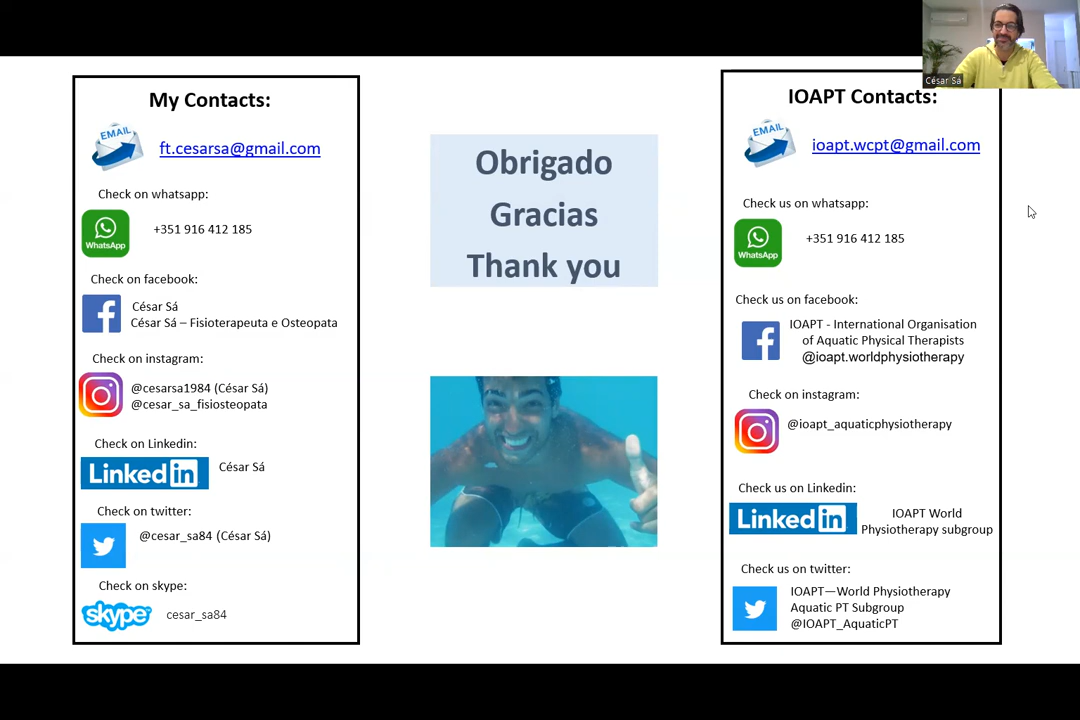 My Contacts:
EMAIL
ft.cesarsa@gmail.com
Check on whatsapp:
WhatsApp
+351 916 412 185
Check on facebook:
César Sá
César Sá – Fisioterapeuta e Osteopata
Check on instagram:
@cesarsa1984 (César Sá)
@cesar_sa_fisiosteopata
Check on Linkedin:
Linkedin
César Sá
Check on twitter:
@cesar_sa84 (César Sá)
Check on skype:
skype
cesar_sa84
Obrigado
Gracias
Thank you
César Sá
IOAPT Contacts:
EMAIL
ioapt.wcpt@gmail.com
Check us on whatsapp:
WhatsApp
+351 916 412 185
Check us on facebook:
IOAPT - International Organisation
of Aquatic Physical Therapists
@ioapt.worldphysiotherapy
Check on instagram:
@ioapt_aquaticphysiotherapy
Check us on Linkedin:
Linkedin
IOAPT World
Physiotherapy subgroup
Check us on twitter:
IOAPT—World Physiotherapy
Aquatic PT Subgroup
@IOAPT_AquaticPT